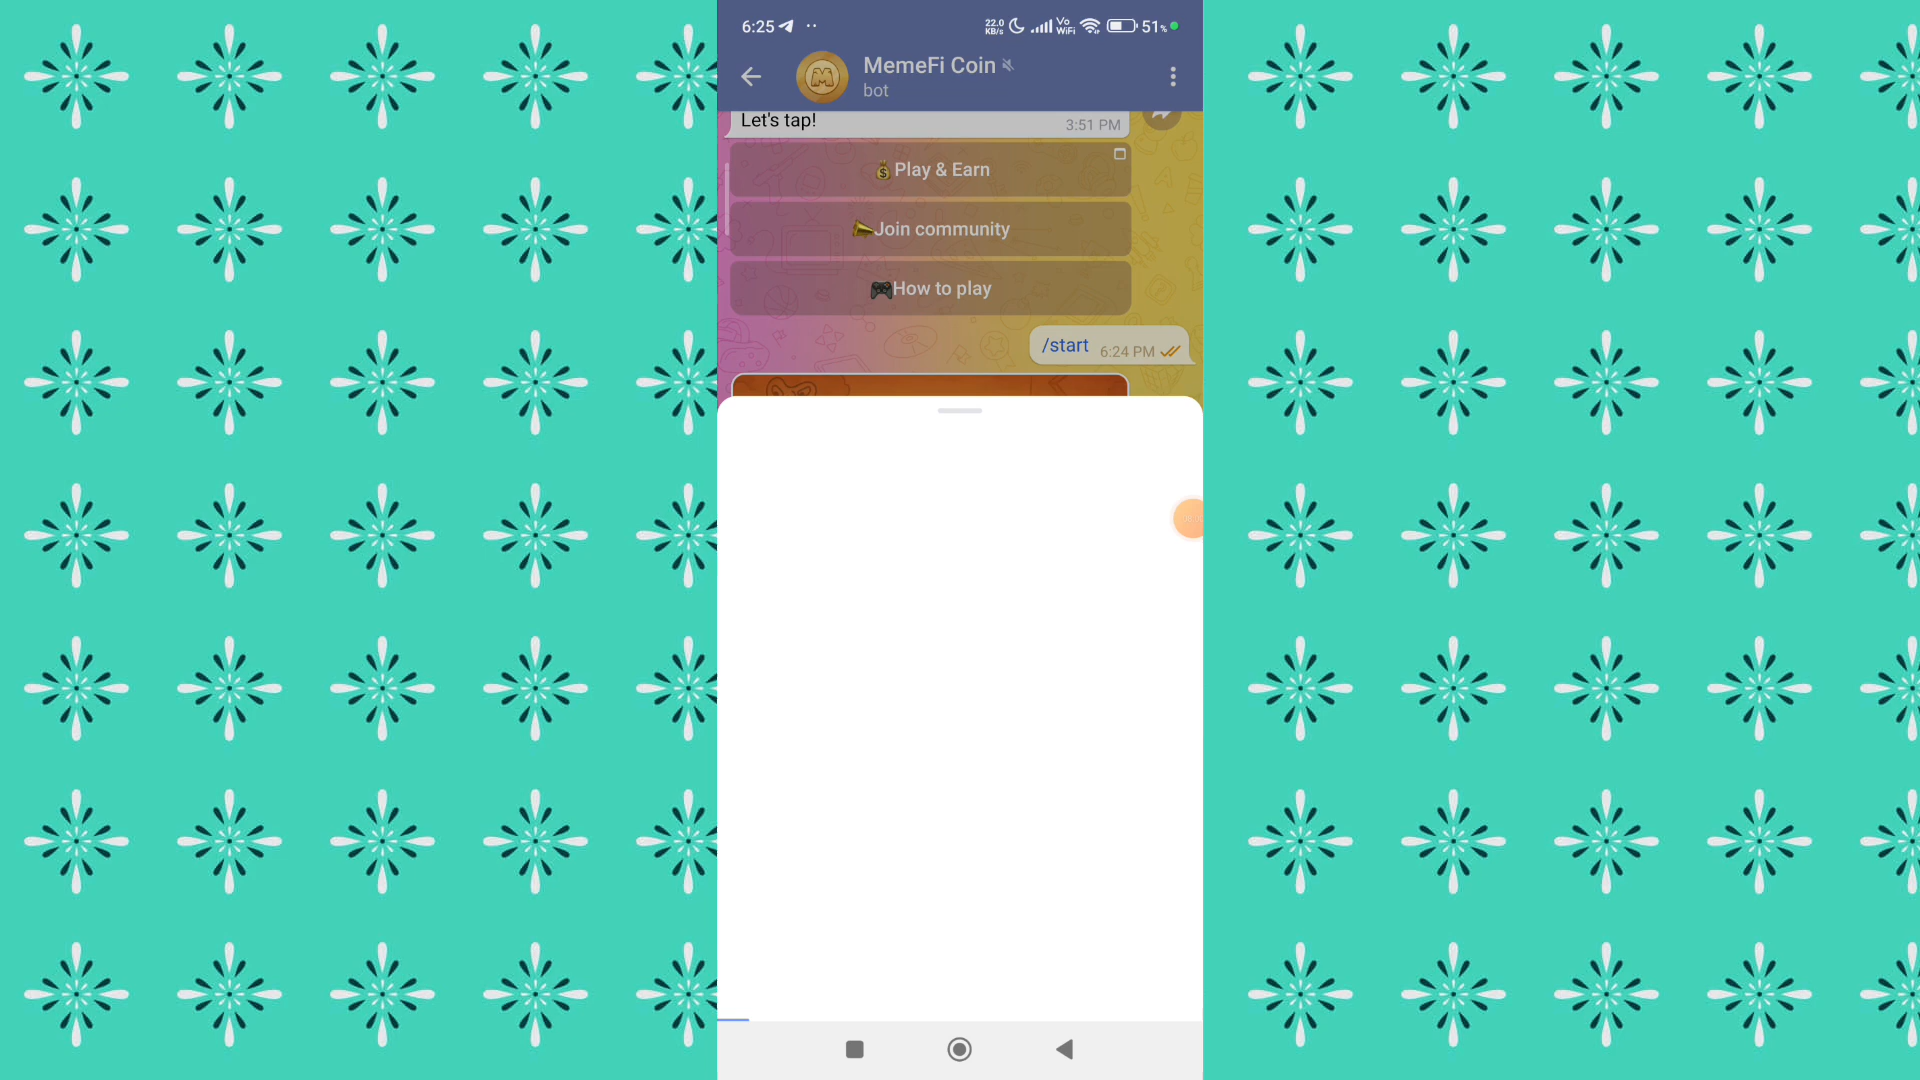 6:25
22.0
KB/s
Vo
WiFi
51%
MemeFi Coin
bot
Let's tap!
3:51 PM
Play & Earn
Join community
How to play
/start
6:24 PM